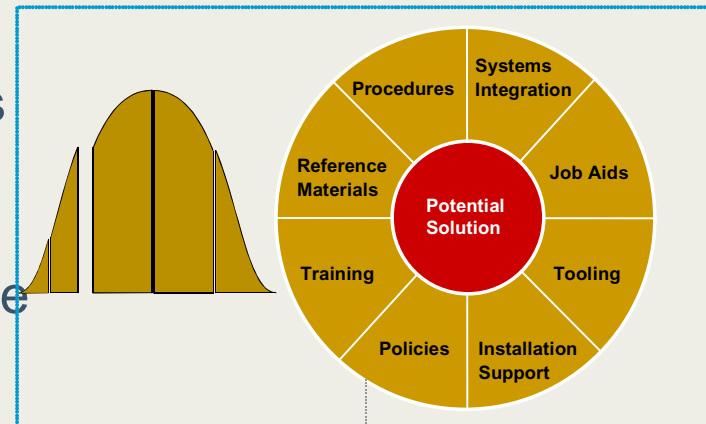 s
e
Procedures
Systems
Integration
Reference
Materials
Job Aids
Potential
Solution
Training
Tooling
Policies
Installation
Support